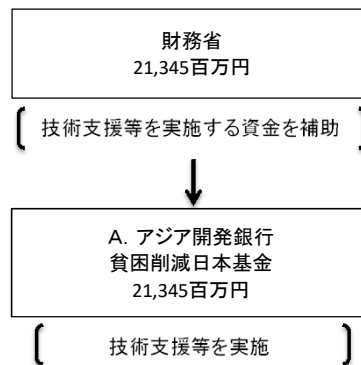 財務省
21,345百万円
技術支援等を実施する資金を補助
A. アジア開発銀行
貧困削減日本基金
21,345百万円
技術支援等を実施